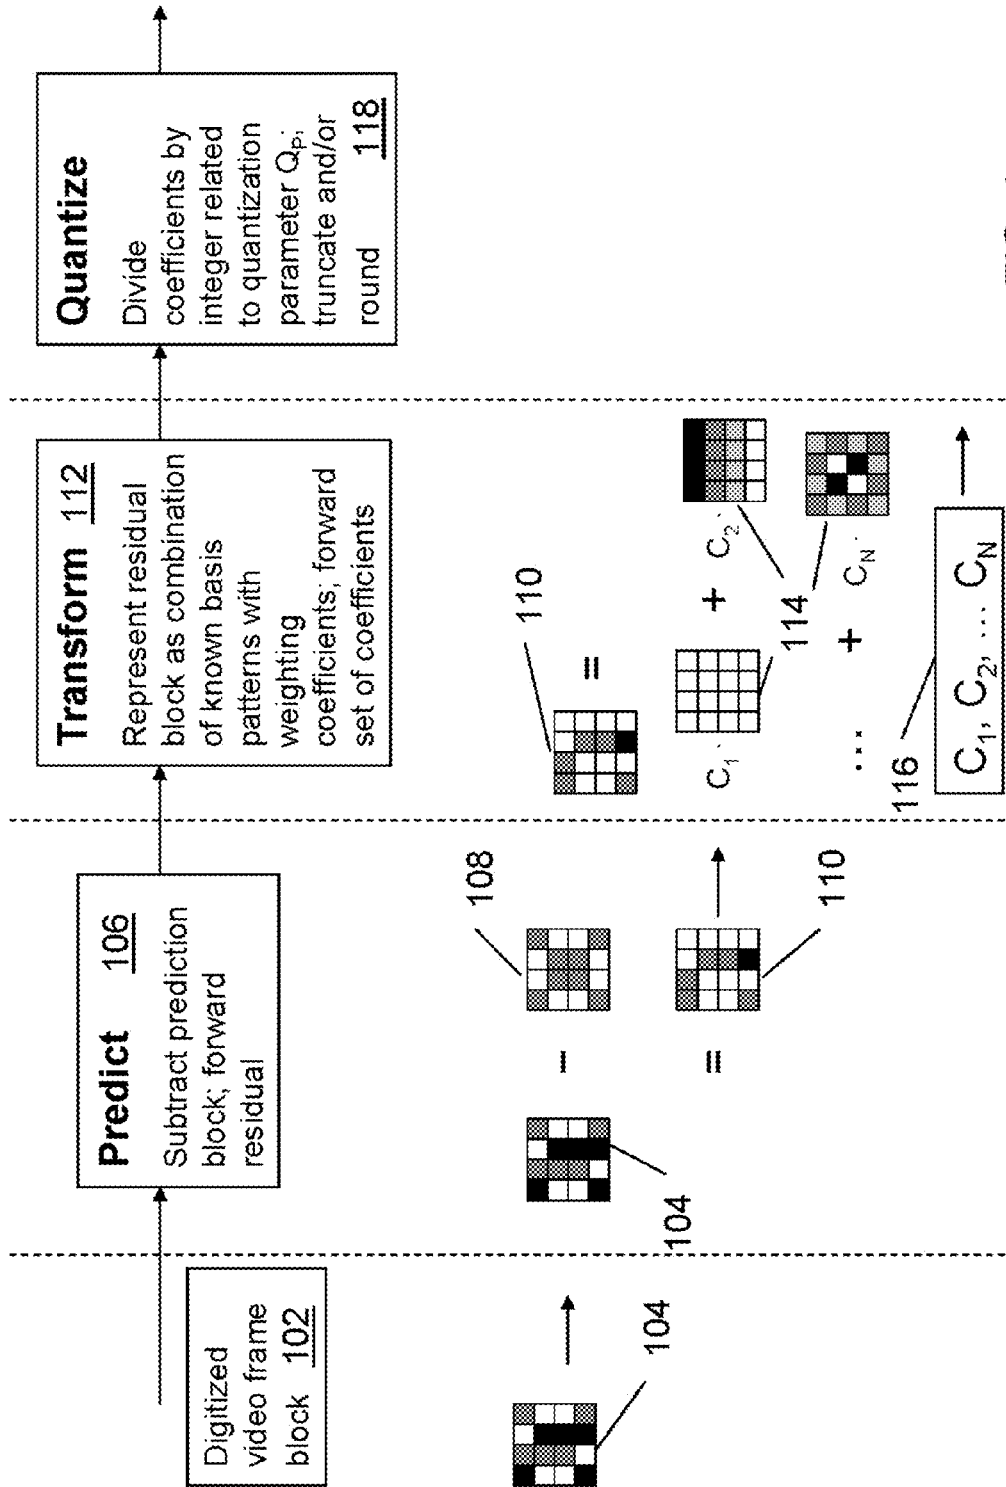 Digitized
video frame
block 102
104
Predict 106
Subtract prediction
block; forward
residual
104
-
108
=
110
Transform 112
Represent residual
block as combination
of known basis
patterns with
weighting
coefficients; forward
set of coefficients
110
=
C1 · + C2 ·
114
... + CN ·
116
C1, C2, ... CN
Quantize
Divide
coefficients by
integer related
to quantization
parameter QP;
truncate and/or
round 118